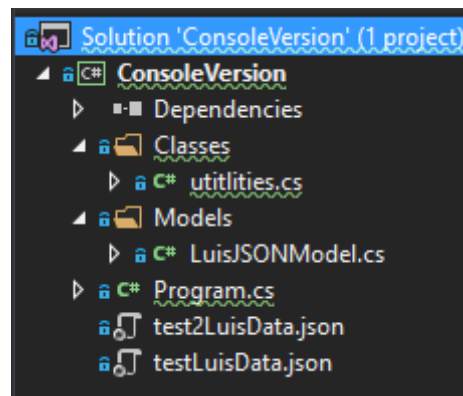 Solution 'ConsoleVersion' (1 project)
C# ConsoleVersion
Dependencies
Classes
C# utitlities.cs
Models
C# LuisJSONModel.cs
C# Program.cs
test2LuisData.json
testLuisData.json